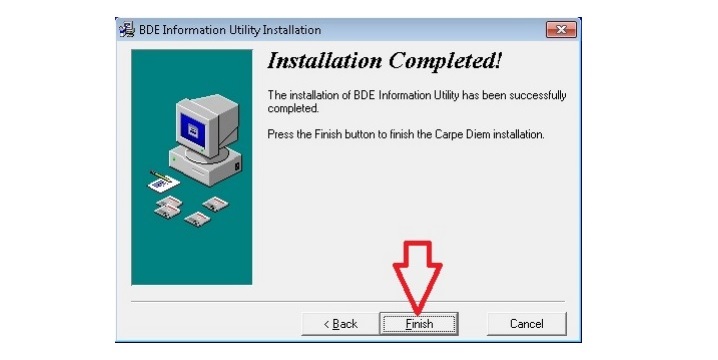 BDE Information Utility Installation
Installation Completed!
The installation of BDE Information Utility has been successfully
completed.
Press the Finish button to finish the Carpe Diem installation.
< Back
Finish
Cancel